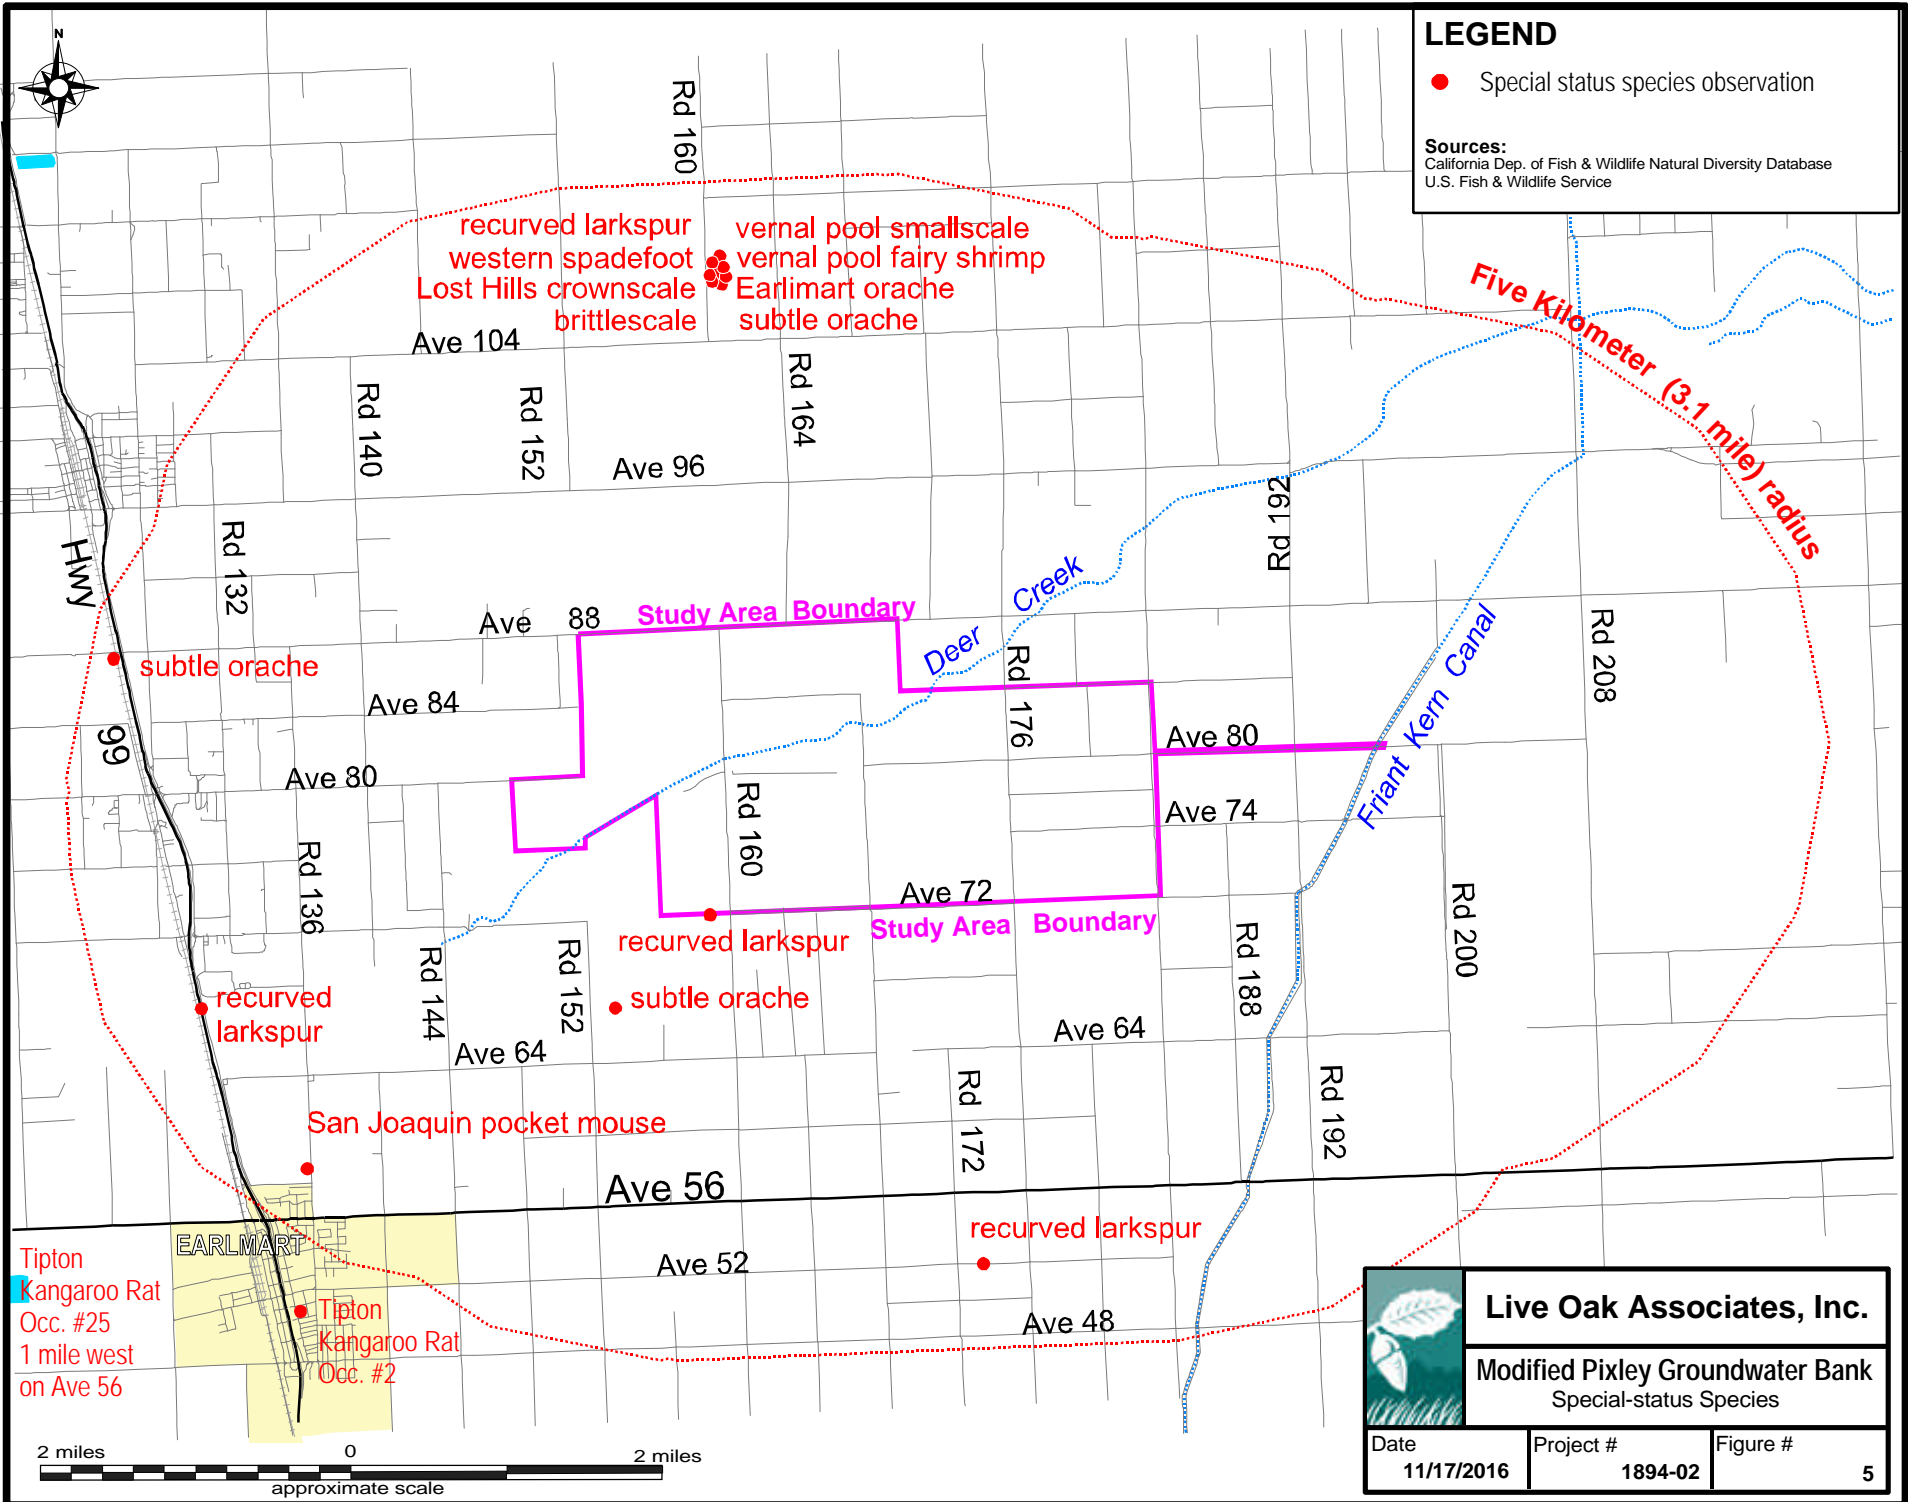 N
LEGEND
Special status species observation
Sources:
California Dep. of Fish & Wildlife Natural Diversity Database
U.S. Fish & Wildlife Service
Rd 160
recurved larkspur
western spadefoot
Lost Hills crownscale
brittlescale
vernal pool smallscale
vernal pool fairy shrimp
Earlimart orache
subtle orache
Five Kilometer (3.1 mile) radius
Ave 104
Rd 140
Rd 152
Rd 164
Ave 96
Rd 192
Hwy
99
Rd 132
Ave 88
Study Area Boundary
Deer Creek
Rd 176
Friant Kern Canal
Rd 208
subtle orache
Ave 84
Ave 80
Ave 80
Ave 74
Rd 136
Rd 160
Ave 72
Study Area Boundary
recurved larkspur
Rd 144
Rd 152
subtle orache
Rd 188
Rd 200
recurved
larkspur
Ave 64
Ave 64
Rd 172
Rd 192
San Joaquin pocket mouse
Ave 56
EARLMART
recurved larkspur
Ave 52
Ave 48
Tipton
Kangaroo Rat
Occ. #25
1 mile west
on Ave 56
Tipton
Kangaroo Rat
Occ. #2
2 miles
0
2 miles
approximate scale
Live Oak Associates, Inc.
Modified Pixley Groundwater Bank
Special-status Species
Date
11/17/2016
Project #
1894-02
Figure #
5